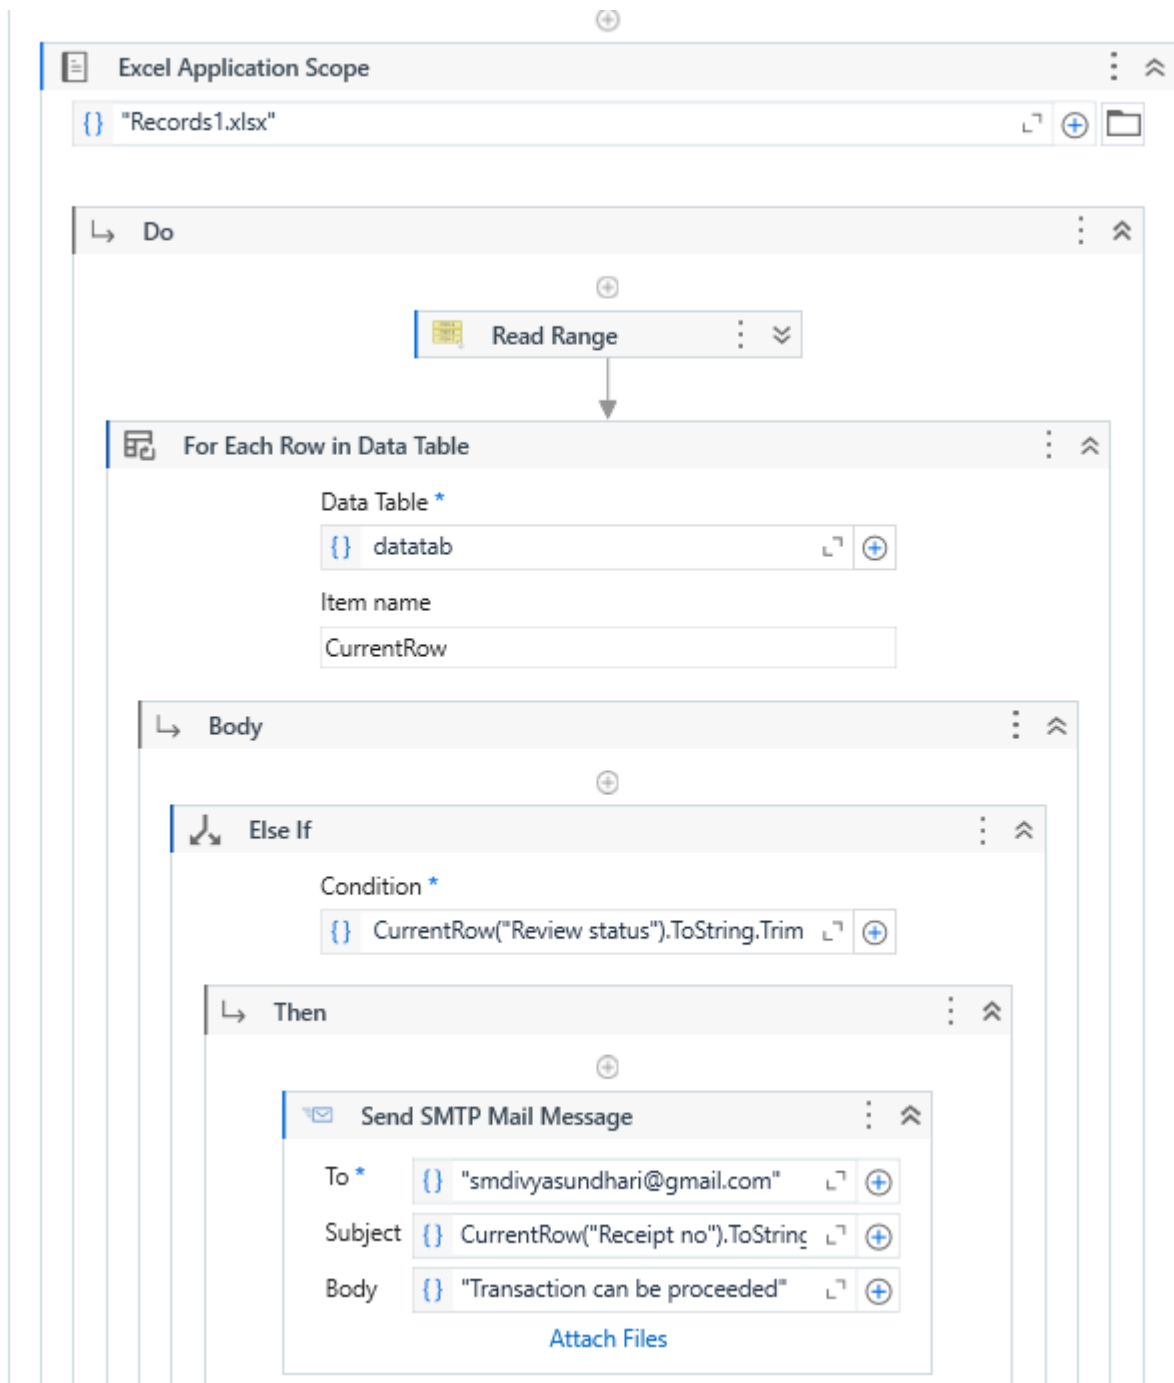 Excel Application Scope
{} "Records1.xlsx"
Do
Read Range
For Each Row in Data Table
Data Table *
{} datatab
Item name
CurrentRow
Body
Else If
Condition *
{} CurrentRow("Review status").ToString.Trim
Then
Send SMTP Mail Message
To * {} "smdivyasundhari@gmail.com"
Subject {} CurrentRow("Receipt no").ToString
Body {} "Transaction can be proceeded"
Attach Files